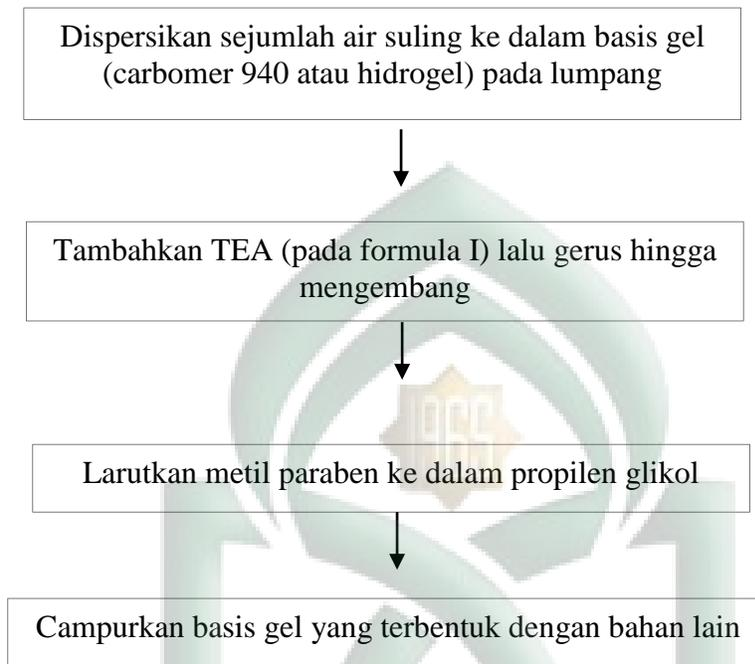 Dispersikan sejumlah air suling ke dalam basis gel
(carbomer 940 atau hidrogel) pada lumpang
Tambahkan TEA (pada formula I) lalu gerus hingga
mengembang
1965
Larutkan metil paraben ke dalam propilen glikol
Campurkan basis gel yang terbentuk dengan bahan lain